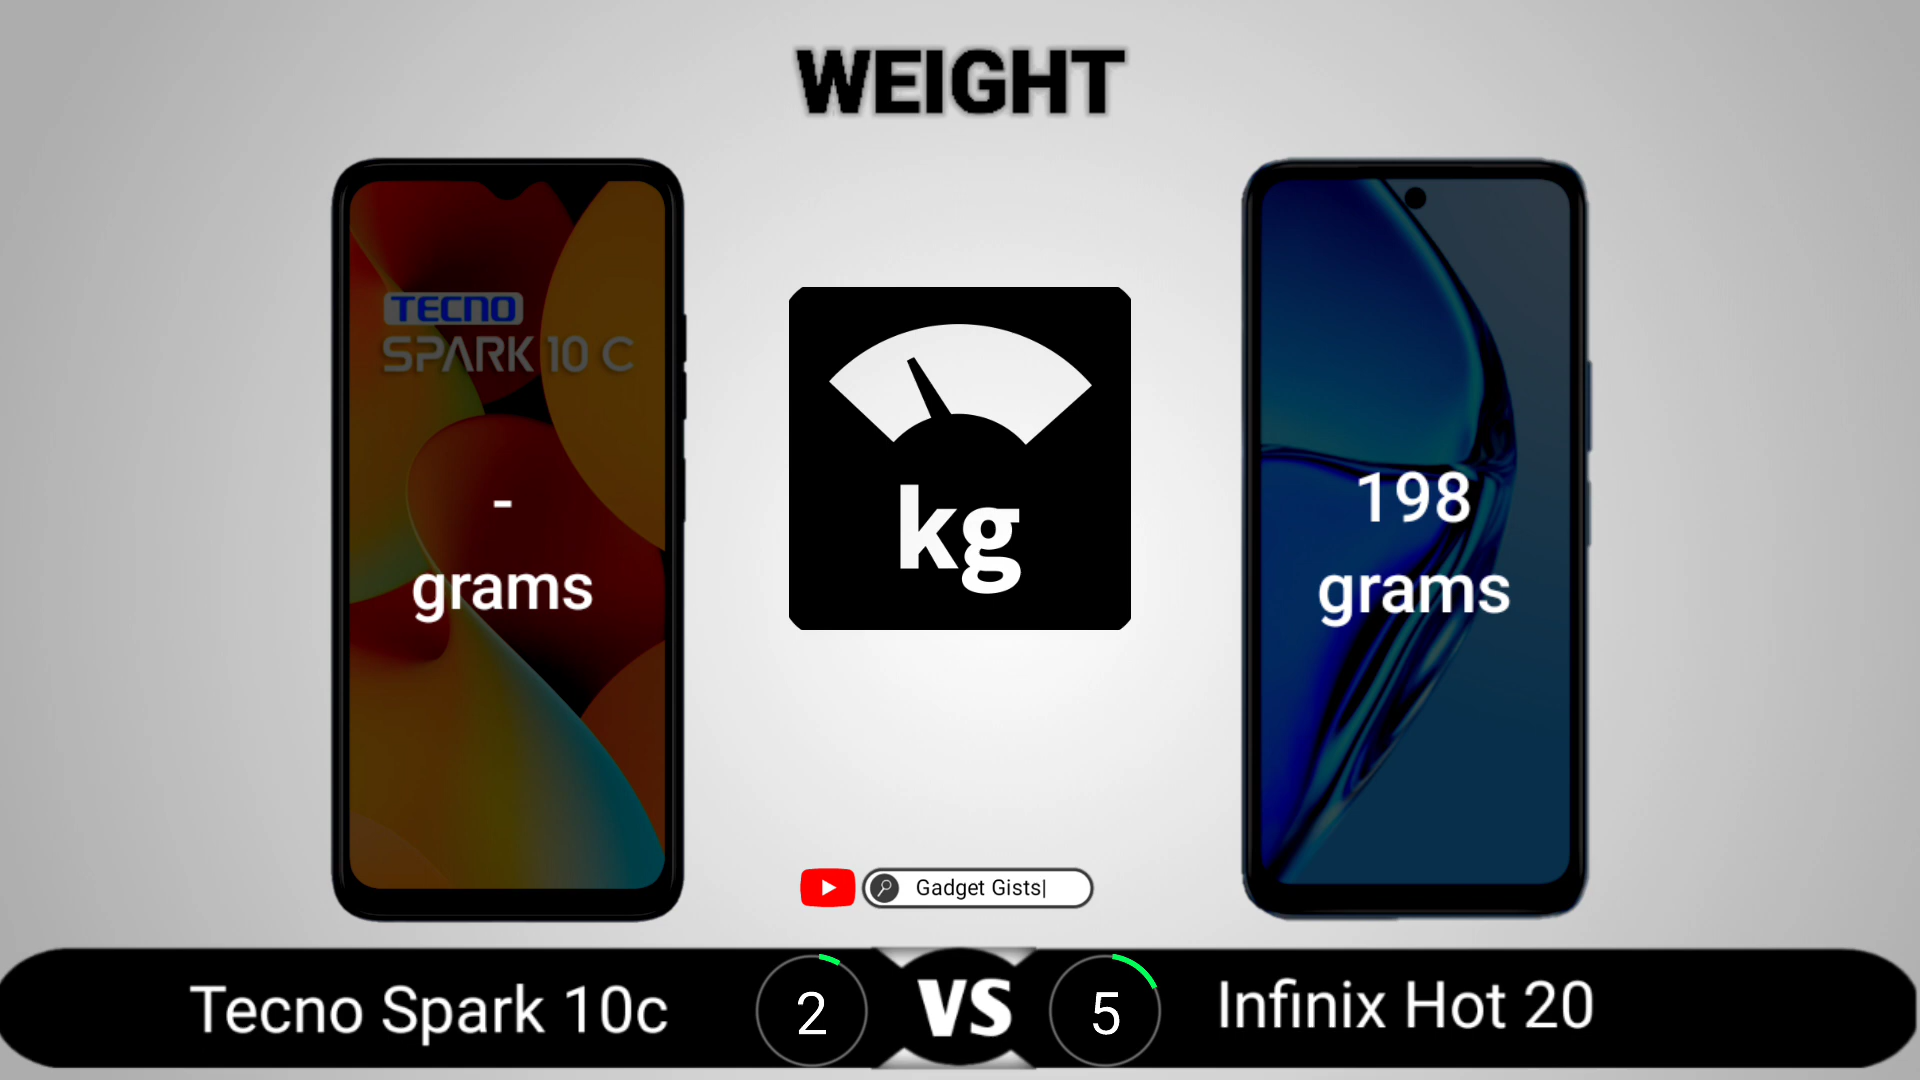 WEIGHT
TECNO
SPARK 10 C
-
grams
kg
198
grams
Gadget Gists|
Tecno Spark 10c
2
VS
5
Infinix Hot 20